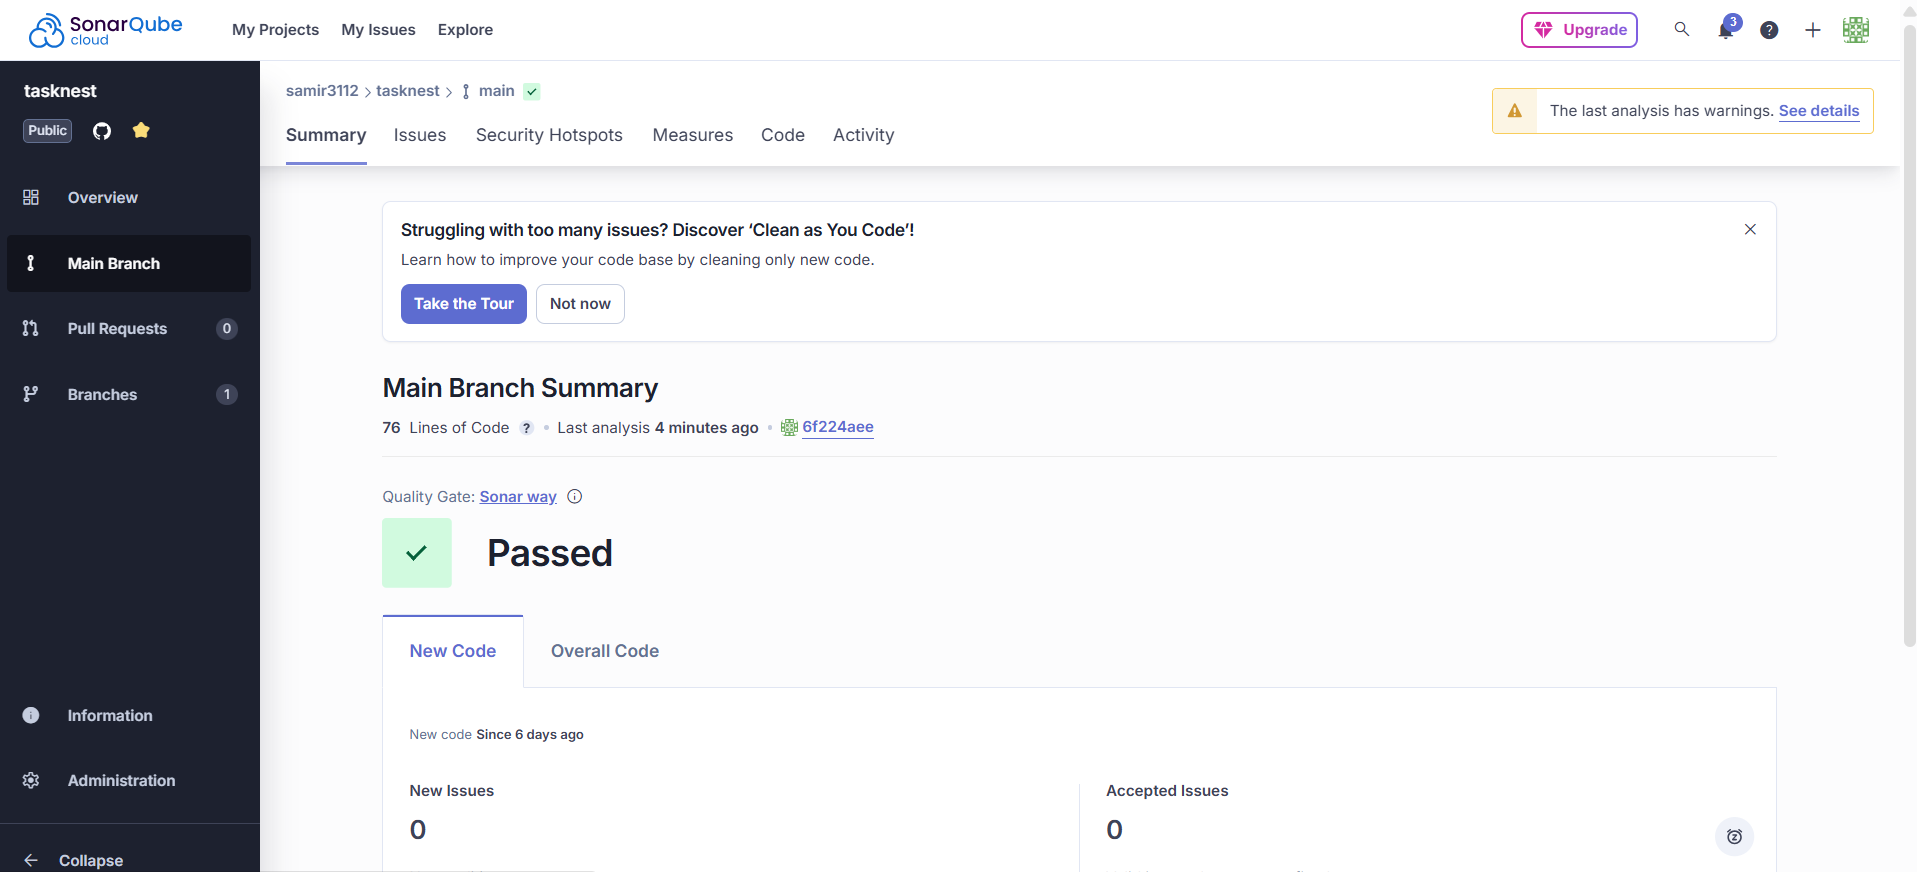 SonarQube
cloud
My Projects
My Issues
Explore
Upgrade
3
?
tasknest
Public
Overview
Main Branch
Pull Requests
0
Branches
1
Information
Administration
Collapse
samir3112 > tasknest > main
The last analysis has warnings. See details
Summary
Issues
Security Hotspots
Measures
Code
Activity
Struggling with too many issues? Discover ‘Clean as You Code’!
Learn how to improve your code base by cleaning only new code.
Take the Tour
Not now
Main Branch Summary
76 Lines of Code ? • Last analysis 4 minutes ago • 6f224aee
Quality Gate: Sonar way
Passed
New Code
Overall Code
New code Since 6 days ago
New Issues
0
Accepted Issues
0